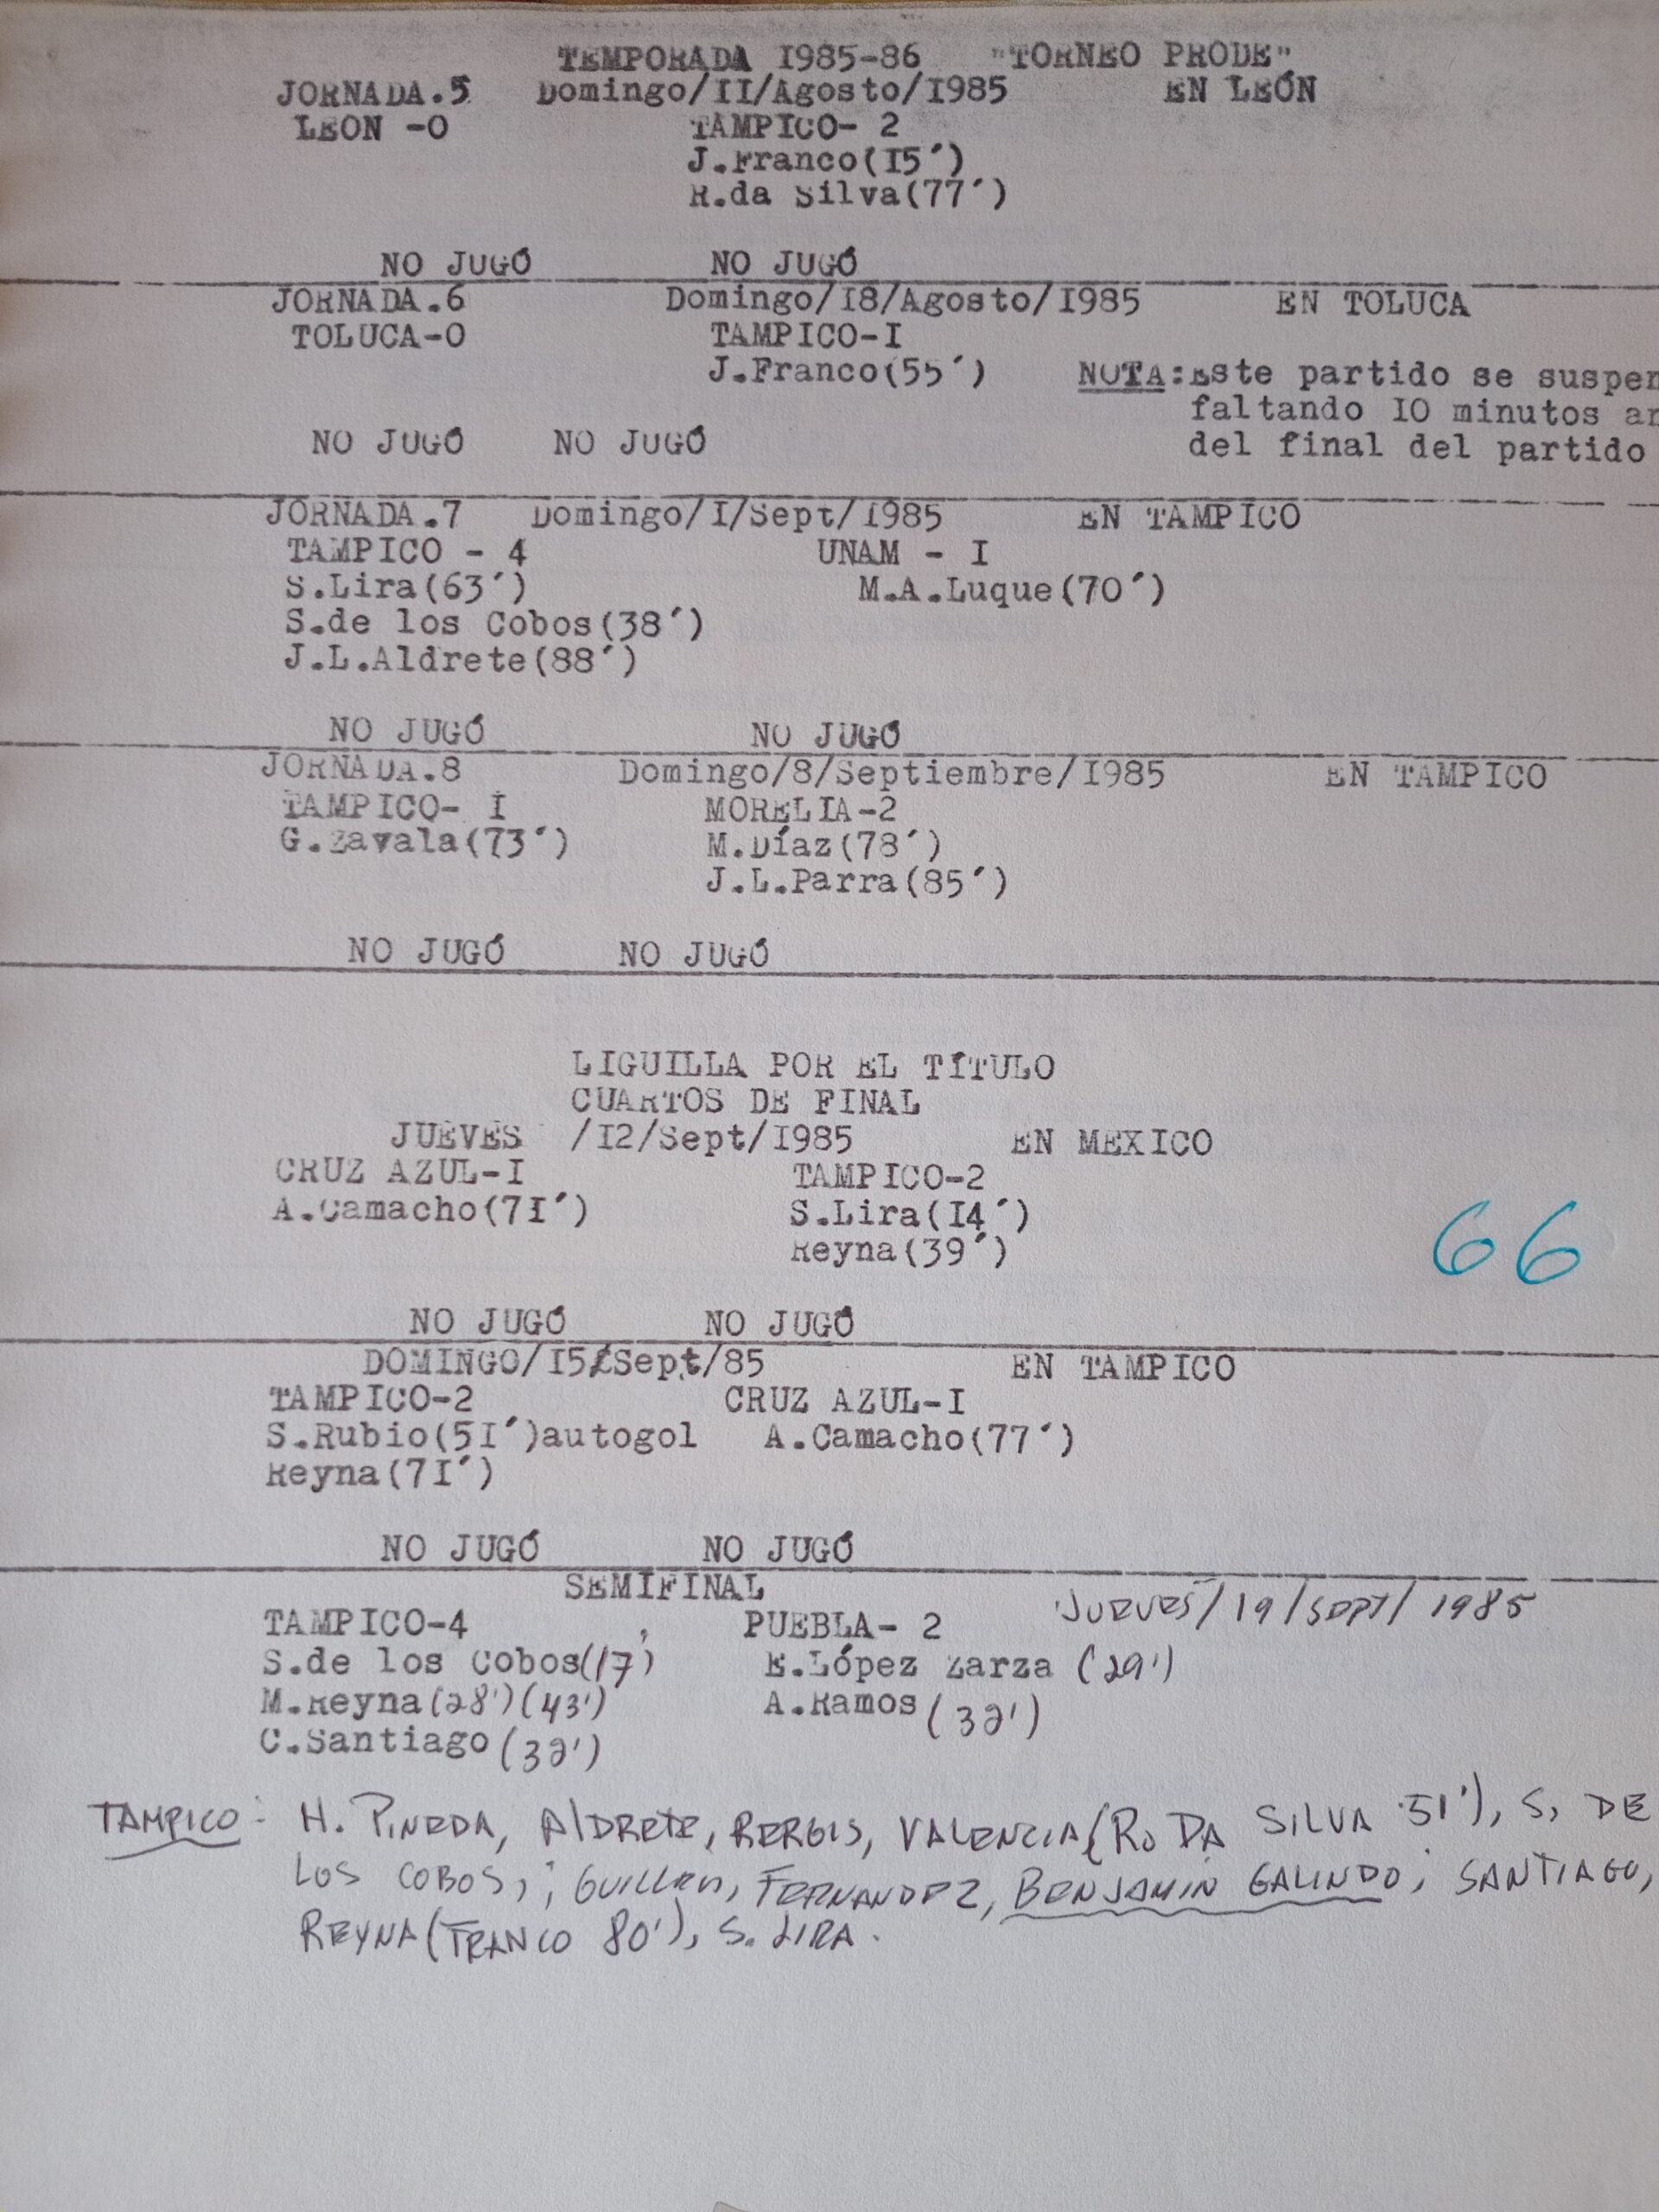 TEMPORADA I985-86 "TORNEO PRODE"
JORNADA.5 Domingo/II/Agosto/I985 EN LEÓN
LEON -0 TAMPICO- 2
J.Franco(I5´)
R.da Silva(77´)
NO JUGÓ NO JUGÓ
JORNADA.6 Domingo/I8/Agosto/I985 EN TOLUCA
TOLUCA-0 TAMPICO-I
J.Franco(55´) NOTA:Este partido se suspen
faltando IO minutos an
NO JUGÓ NO JUGÓ del final del partido
JORNADA.7 Domingo/I/Sept/I985 EN TAMPICO
TAMPICO - 4 UNAM - I
S.Lira(63´) M.A.Luque(70´)
S.de los Cobos(38´)
J.L.Aldrete(88´)
NO JUGÓ NO JUGÓ
JORNADA.8 Domingo/8/Septiembre/I985 EN TAMPICO
TAMPICO- I MORELIA-2
G.Zavala(73´) M.Díaz(78´)
J.L.Parra(85´)
NO JUGÓ NO JUGÓ
LIGUILLA POR EL TÍTULO
CUARTOS DE FINAL
JUEVES /I2/Sept/I985 EN MEXICO
CRUZ AZUL-I TAMPICO-2
A.Camacho(7I´) S.Lira(I4´)
Reyna(39´)
66
NO JUGÓ NO JUGÓ
DOMINGO/I5/Sept/85 EN TAMPICO
TAMPICO-2 CRUZ AZUL-I
S.Rubio(5I´)autogol A.Camacho(77´)
Reyna(7I´)
NO JUGÓ NO JUGÓ
SEMIFINAL JUEVES/19/SEPT/1985
TAMPICO-4 PUEBLA- 2
S.de los Cobos(17') E.López Zarza (29')
M.Reyna(28')(43') A.Ramos (32')
C.Santiago (32')
TAMPICO: H. PINEDA, AlDRETE, BERGIS, VALENCIA(R. DA SILVA 51'), S. DE
LOS COBOS,; GUILLEN, FERNANDEZ, BENJAMIN GALINDO; SANTIAGO,
REYNA(FRANCO 80'), S. LIRA.